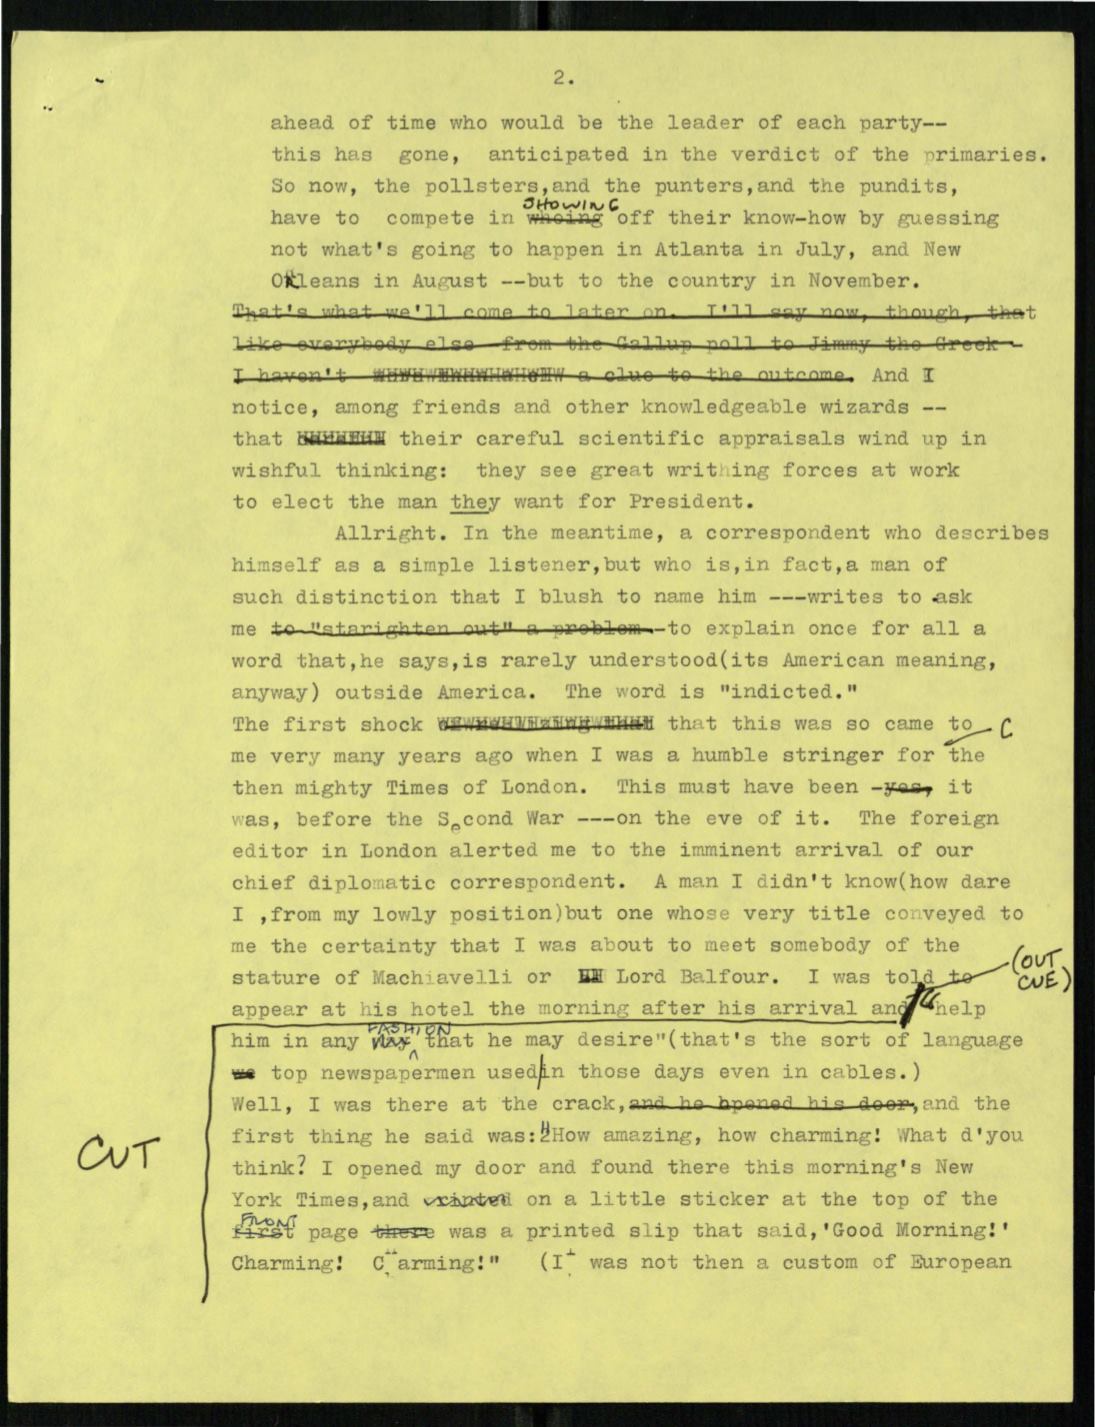 2.
ahead of time who would be the leader of each party--
this has gone, anticipated in the verdict of the primaries.
So now, the pollsters,and the punters,and the pundits,
SHOWING
have to compete in whoing off their know-how by guessing
not what's going to happen in Atlanta in July, and New
Orleans in August --but to the country in November.
That's what we'll come to later on. I'll say now, though, that
like everybody else from the Gallup poll to Jimmy the Greek
I haven't a clue to the outcome. And I
notice, among friends and other knowledgeable wizards --
that their careful scientific appraisals wind up in
wishful thinking: they see great writhing forces at work
to elect the man they want for President.
Allright. In the meantime, a correspondent who describes
himself as a simple listener,but who is,in fact,a man of
such distinction that I blush to name him ---writes to ask
me to "starighten out" a problem -to explain once for all a
word that,he says,is rarely understood(its American meaning,
anyway) outside America. The word is "indicted."
The first shock that this was so came to C
me very many years ago when I was a humble stringer for the
then mighty Times of London. This must have been -yes, it
was, before the Second War ---on the eve of it. The foreign
editor in London alerted me to the imminent arrival of our
chief diplomatic correspondent. A man I didn't know(how dare
I ,from my lowly position)but one whose very title conveyed to
me the certainty that I was about to meet somebody of the
(OUT CUE)
stature of Machiavelli or Lord Balfour. I was told to
appear at his hotel the morning after his arrival and "help
FASHION
him in any way that he may desire"(that's the sort of language
we top newspapermen used in those days even in cables.)
Well, I was there at the crack,and he hpened his door,and the
first thing he said was:"How amazing, how charming! What d'you
CUT
think? I opened my door and found there this morning's New
York Times,and on a little sticker at the top of the
FRONT
first page there was a printed slip that said,'Good Morning!'
Charming! Charming!" (It was not then a custom of European